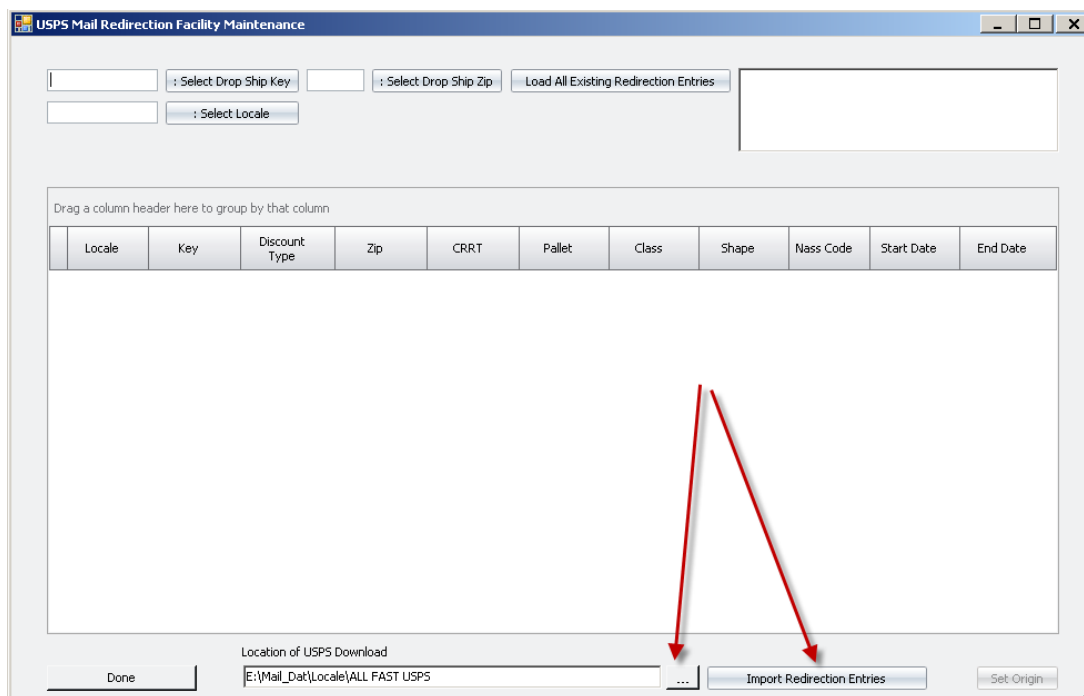 USPS Mail Redirection Facility Maintenance
: Select Drop Ship Key : Select Drop Ship Zip Load All Existing Redirection Entries
: Select Locale
Drag a column header here to group by that column
Locale Key Discount Type Zip CRRT Pallet Class Shape Nass Code Start Date End Date
Location of USPS Download
Done E:\Mail_Dat\Locale\ALL FAST USPS ... Import Redirection Entries Set Origin